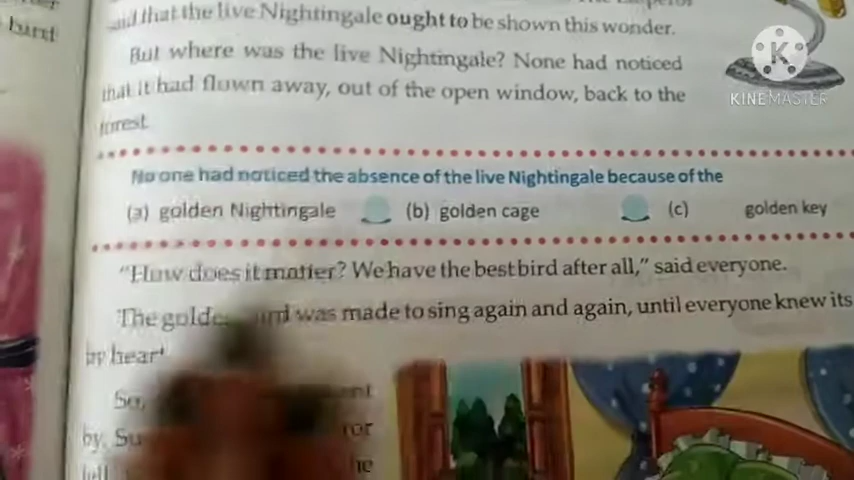 said that the live Nightingale ought to be shown this wonder.
But where was the live Nightingale? None had noticed
that it had flown away, out of the open window, back to the
forest.
No one had noticed the absence of the live Nightingale because of the
(a) golden Nightingale (b) golden cage (c) golden key
"How does it matter? We have the best bird after all," said everyone.
The golden bird was made to sing again and again, until everyone knew its
by heart
So,
by. Su
fell
KINEMASTER